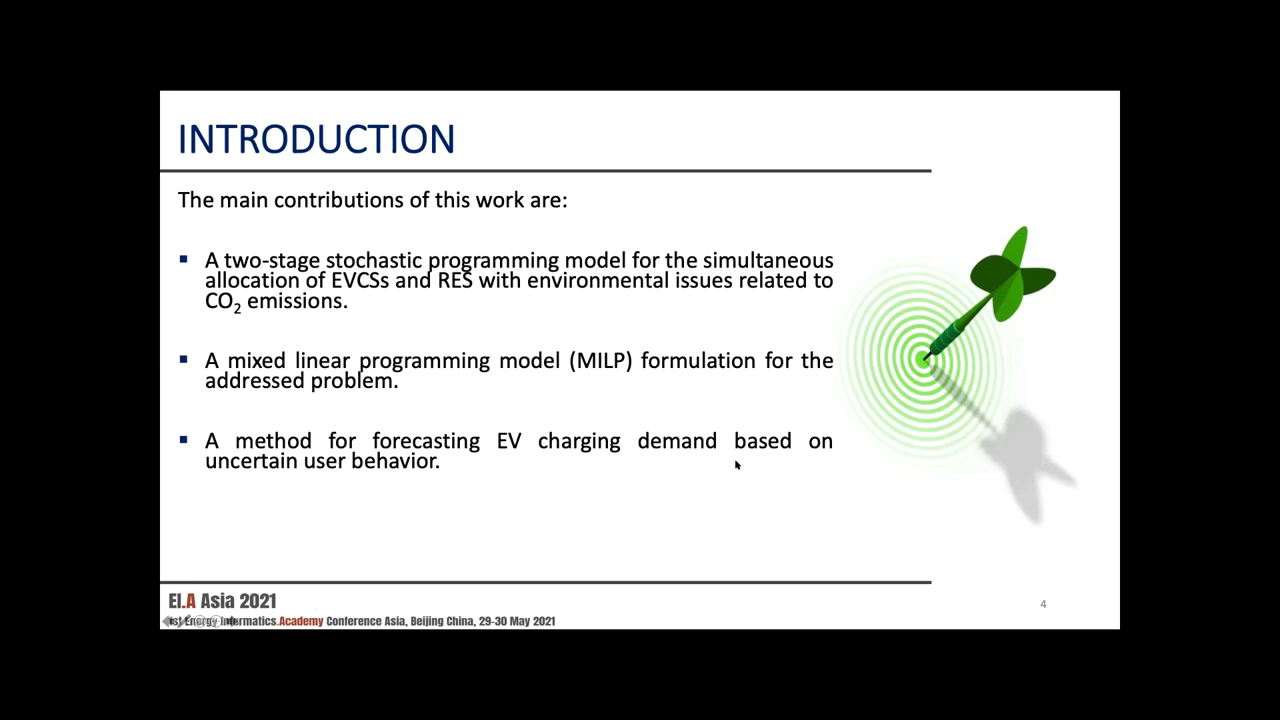 INTRODUCTION
The main contributions of this work are:
▪ A two-stage stochastic programming model for the simultaneous
allocation of EVCSs and RES with environmental issues related to
CO₂ emissions.
▪ A mixed linear programming model (MILP) formulation for the
addressed problem.
▪ A method for forecasting EV charging demand based on
uncertain user behavior.
EI.A Asia 2021
4
Energy Informatics.Academy Conference Asia, Beijing China, 29-30 May 2021